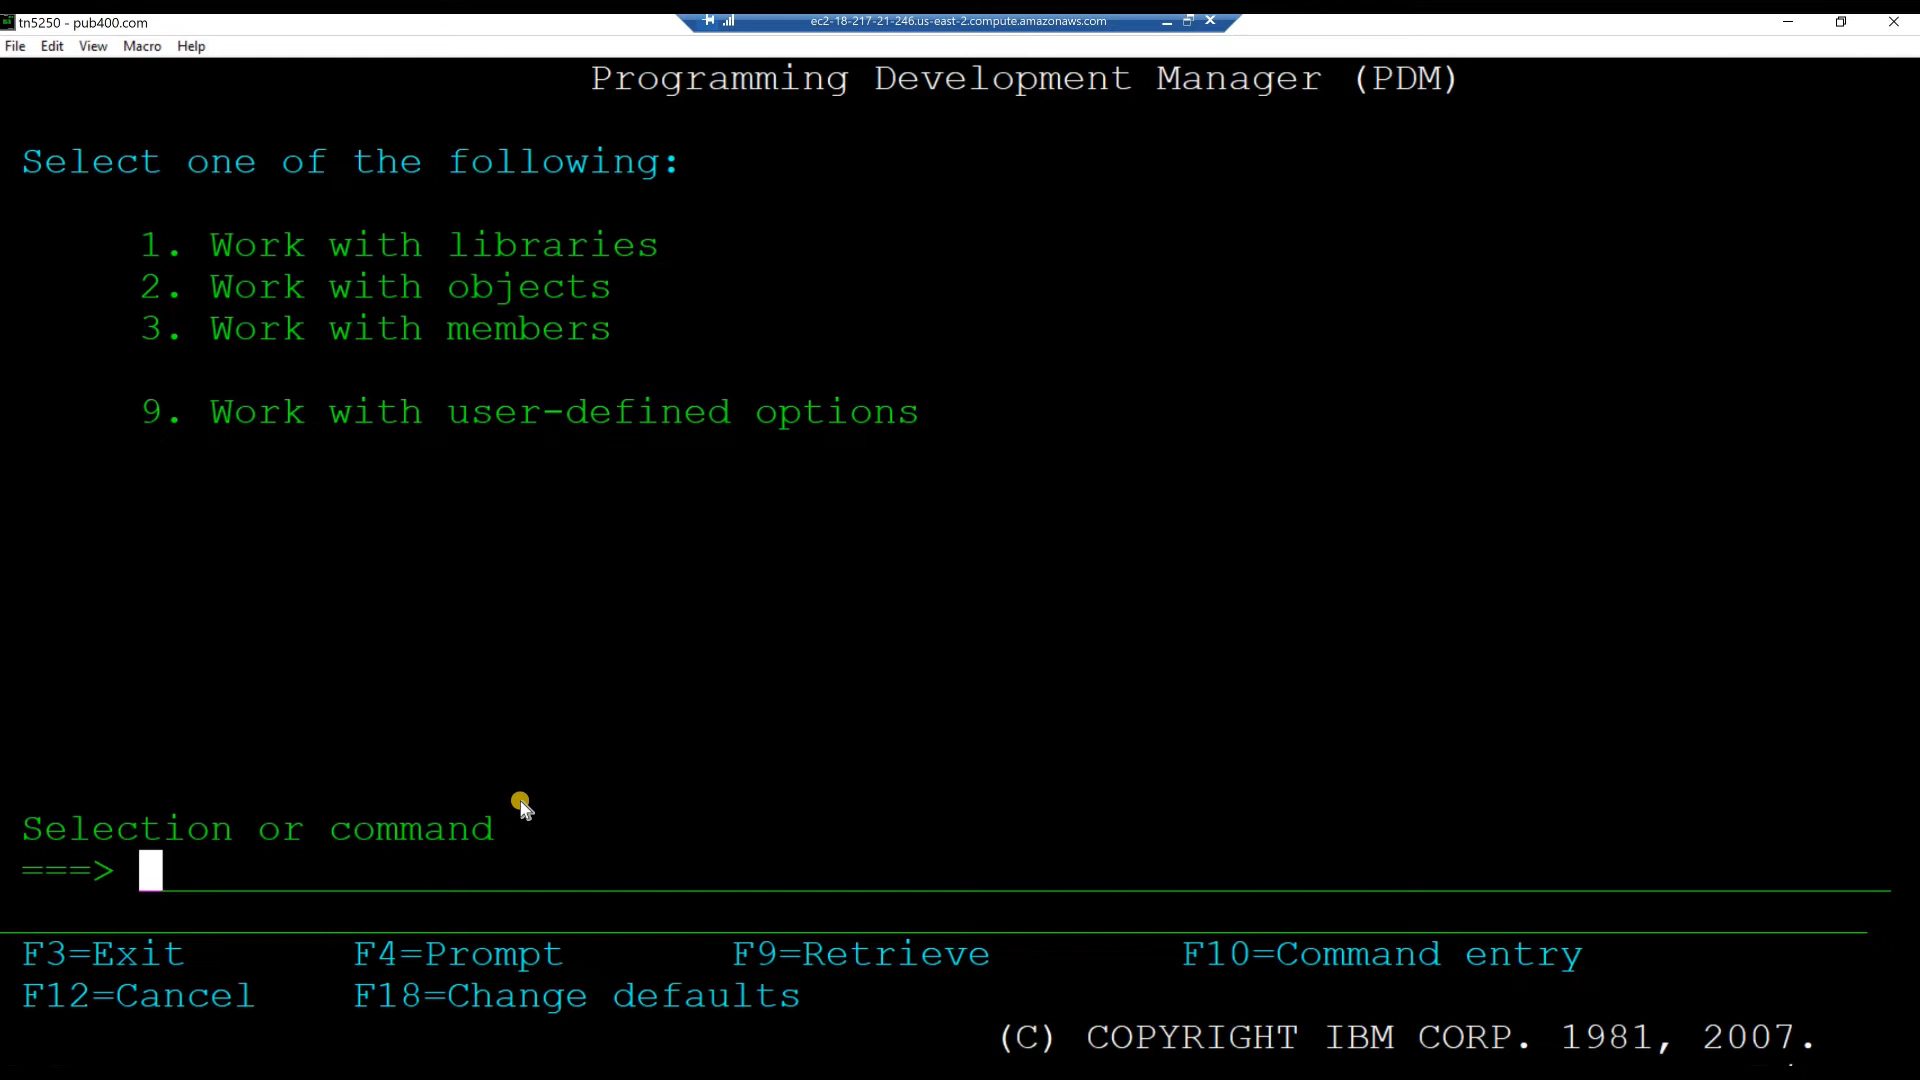 tn5250 - pub400.com
ec2-18-217-21-246.us-east-2.compute.amazonaws.com
File Edit View Macro Help
Programming Development Manager (PDM)
Select one of the following:
1. Work with libraries
2. Work with objects
3. Work with members
9. Work with user-defined options
Selection or command
===>
F3=Exit F4=Prompt F9=Retrieve F10=Command entry
F12=Cancel F18=Change defaults
(C) COPYRIGHT IBM CORP. 1981, 2007.